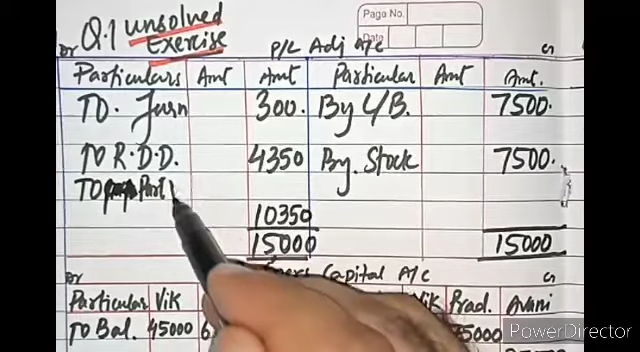 Page No.
Date
Q.1 Unsolved
Exercise
Dr P/L Adj A/c Cr
Particulars Amt Amt Particular Amt Amt.
To. Furn 300. By L/B. 7500.
To R.D.D. 4350 By. Stock 7500.
To Part
10350
15000 15000
Dr Capital A/c Cr
Particular Vik Vik Prad. Avani
To Bal. 45000
PowerDirector